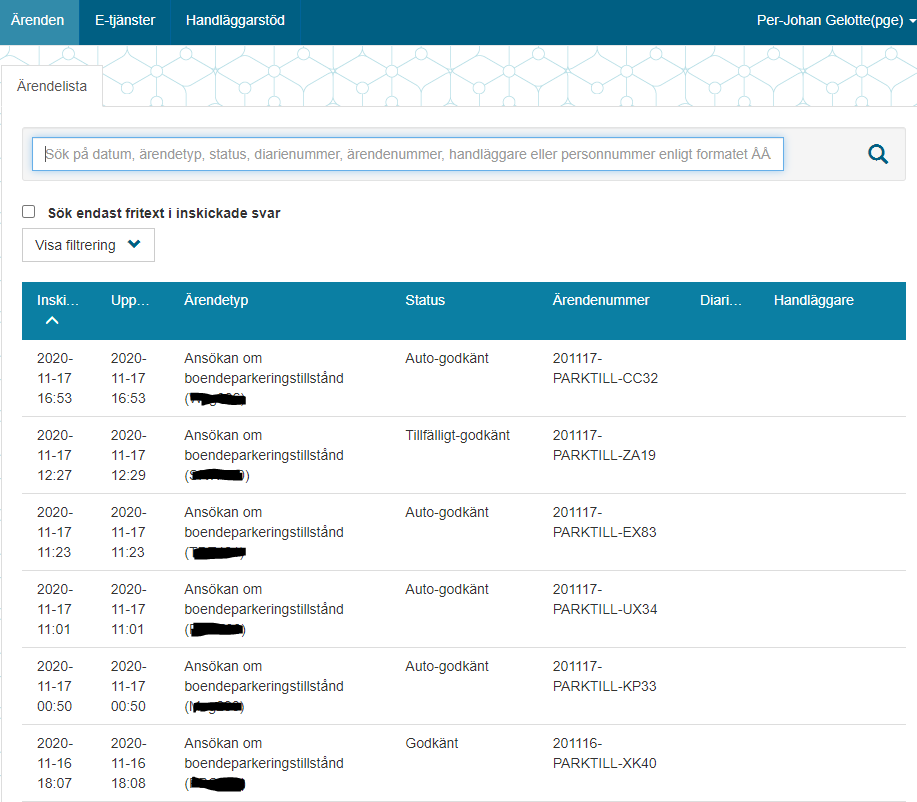 Ärenden E-tjänster Handläggarstöd Per-Johan Gelotte(pge)
Ärendelista
Sök på datum, ärendetyp, status, diarienummer, ärendenummer, handläggare eller personnummer enligt formatet ÅÅ
Sök endast fritext i inskickade svar
Visa filtrering
Inski... Upp... Ärendetyp Status Ärendenummer Diari... Handläggare
2020- 2020- Ansökan om Auto-godkänt 201117-
11-17 11-17 boendeparkeringstillstånd PARKTILL-CC32
16:53 16:53
2020- 2020- Ansökan om Tillfälligt-godkänt 201117-
11-17 11-17 boendeparkeringstillstånd PARKTILL-ZA19
12:27 12:29
2020- 2020- Ansökan om Auto-godkänt 201117-
11-17 11-17 boendeparkeringstillstånd PARKTILL-EX83
11:23 11:23
2020- 2020- Ansökan om Auto-godkänt 201117-
11-17 11-17 boendeparkeringstillstånd PARKTILL-UX34
11:01 11:01
2020- 2020- Ansökan om Auto-godkänt 201117-
11-17 11-17 boendeparkeringstillstånd PARKTILL-KP33
00:50 00:50
2020- 2020- Ansökan om Godkänt 201116-
11-16 11-16 boendeparkeringstillstånd PARKTILL-XK40
18:07 18:08